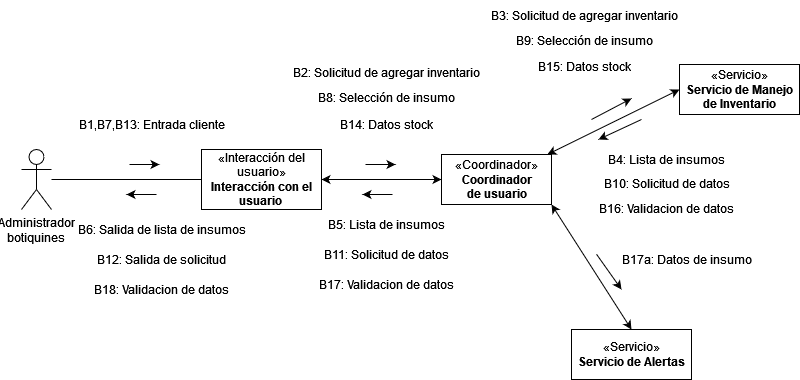 B3: Solicitud de agregar inventario
B9: Selección de insumo
B15: Datos stock
B2: Solicitud de agregar inventario
B8: Selección de insumo
B14: Datos stock
B1,B7,B13: Entrada cliente
«Servicio»
Servicio de Manejo
de Inventario
«Interacción del
usuario»
Interacción con el
usuario
«Coordinador»
Coordinador
de usuario
B4: Lista de insumos
B10: Solicitud de datos
B16: Validacion de datos
Administrador
botiquines
B6: Salida de lista de insumos
B12: Salida de solicitud
B18: Validacion de datos
B5: Lista de insumos
B11: Solicitud de datos
B17: Validacion de datos
B17a: Datos de insumo
«Servicio»
Servicio de Alertas